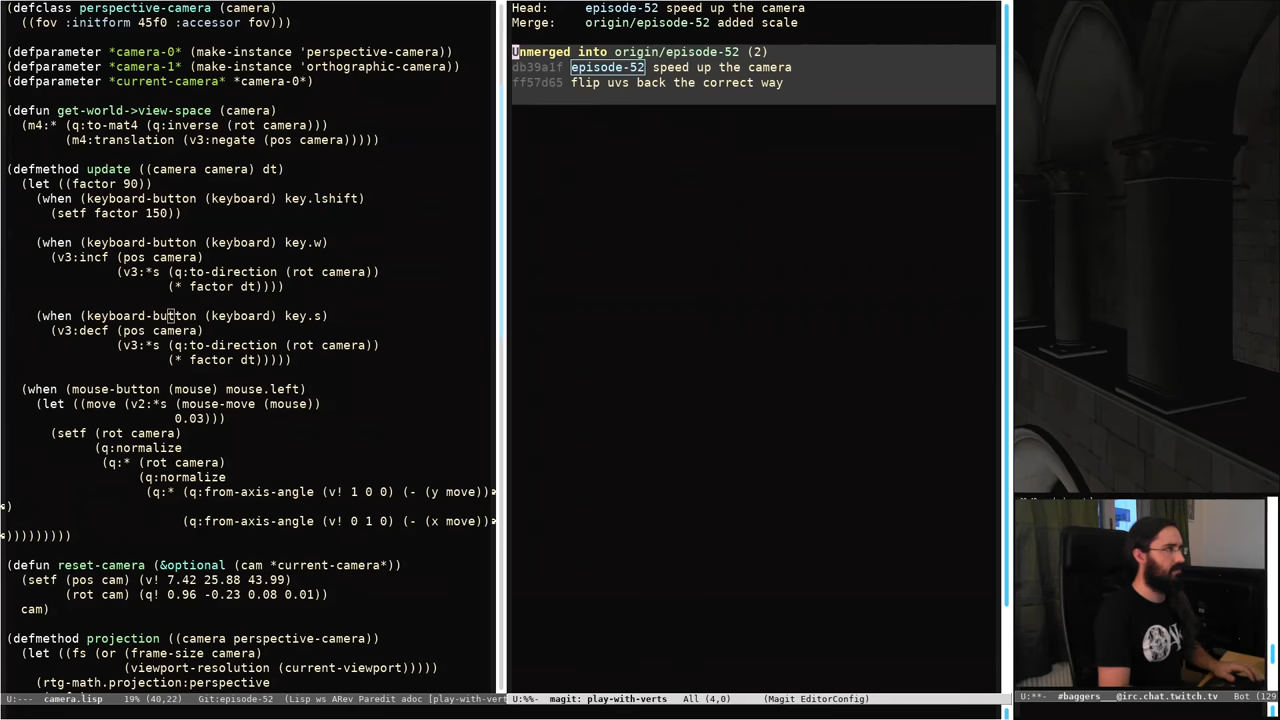 (defclass perspective-camera (camera)
  ((fov :initform 45f0 :accessor fov)))
(defparameter *camera-0* (make-instance 'perspective-camera))
(defparameter *camera-1* (make-instance 'orthographic-camera))
(defparameter *current-camera* *camera-0*)
(defun get-world->view-space (camera)
  (m4:* (q:to-mat4 (q:inverse (rot camera)))
        (m4:translation (v3:negate (pos camera)))))
(defmethod update ((camera camera) dt)
  (let ((factor 90))
    (when (keyboard-button (keyboard) key.lshift)
      (setf factor 150))
    (when (keyboard-button (keyboard) key.w)
      (v3:incf (pos camera)
               (v3:*s (q:to-direction (rot camera))
                      (* factor dt))))
    (when (keyboard-button (keyboard) key.s)
      (v3:decf (pos camera)
               (v3:*s (q:to-direction (rot camera))
                      (* factor dt)))))
  (when (mouse-button (mouse) mouse.left)
    (let ((move (v2:*s (mouse-move (mouse))
                       0.03)))
      (setf (rot camera)
            (q:normalize
             (q:* (rot camera)
                  (q:normalize
                   (q:* (q:from-axis-angle (v! 1 0 0) (- (y move))
)
                        (q:from-axis-angle (v! 0 1 0) (- (x move))
)))))))))
(defun reset-camera (&optional (cam *current-camera*))
  (setf (pos cam) (v! 7.42 25.88 43.99)
        (rot cam) (q! 0.96 -0.23 0.08 0.01))
  cam)
(defmethod projection ((camera perspective-camera))
  (let ((fs (or (frame-size camera)
                (viewport-resolution (current-viewport)))))
    (rtg-math.projection:perspective
U:--- camera.lisp 19% (40,22) Git:episode-52 (Lisp ws ARev Paredit adoc [play-with-vert
Head: episode-52 speed up the camera
Merge: origin/episode-52 added scale
Unmerged into origin/episode-52 (2)
db39a1f episode-52 speed up the camera
ff57d65 flip uvs back the correct way
U:%%- magit: play-with-verts All (4,0) (Magit EditorConfig)
U:**- #baggers__@irc.chat.twitch.tv Bot (129